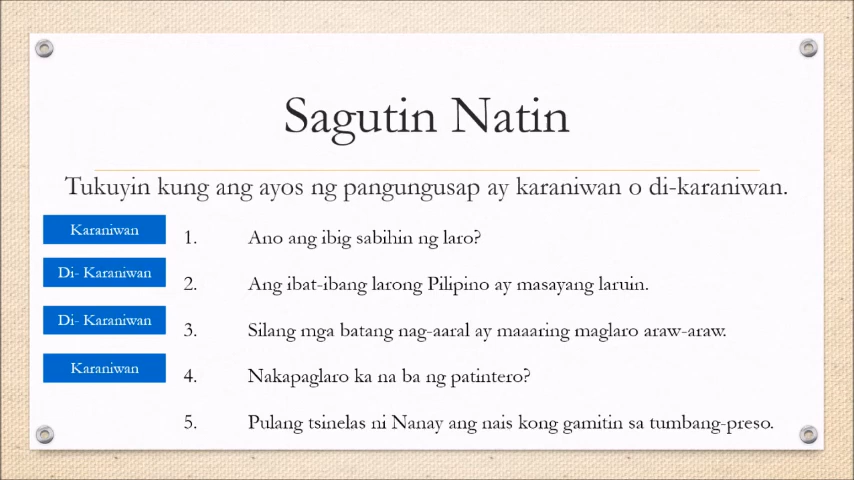 Sagutin Natin
Tukuyin kung ang ayos ng pangungusap ay karaniwan o di-karaniwan.
Karaniwan 1. Ano ang ibig sabihin ng laro?
Di- Karaniwan 2. Ang ibat-ibang larong Pilipino ay masayang laruin.
Di- Karaniwan 3. Silang mga batang nag-aaral ay maaaring maglaro araw-araw.
Karaniwan 4. Nakapaglaro ka na ba ng patintero?
5. Pulang tsinelas ni Nanay ang nais kong gamitin sa tumbang-preso.